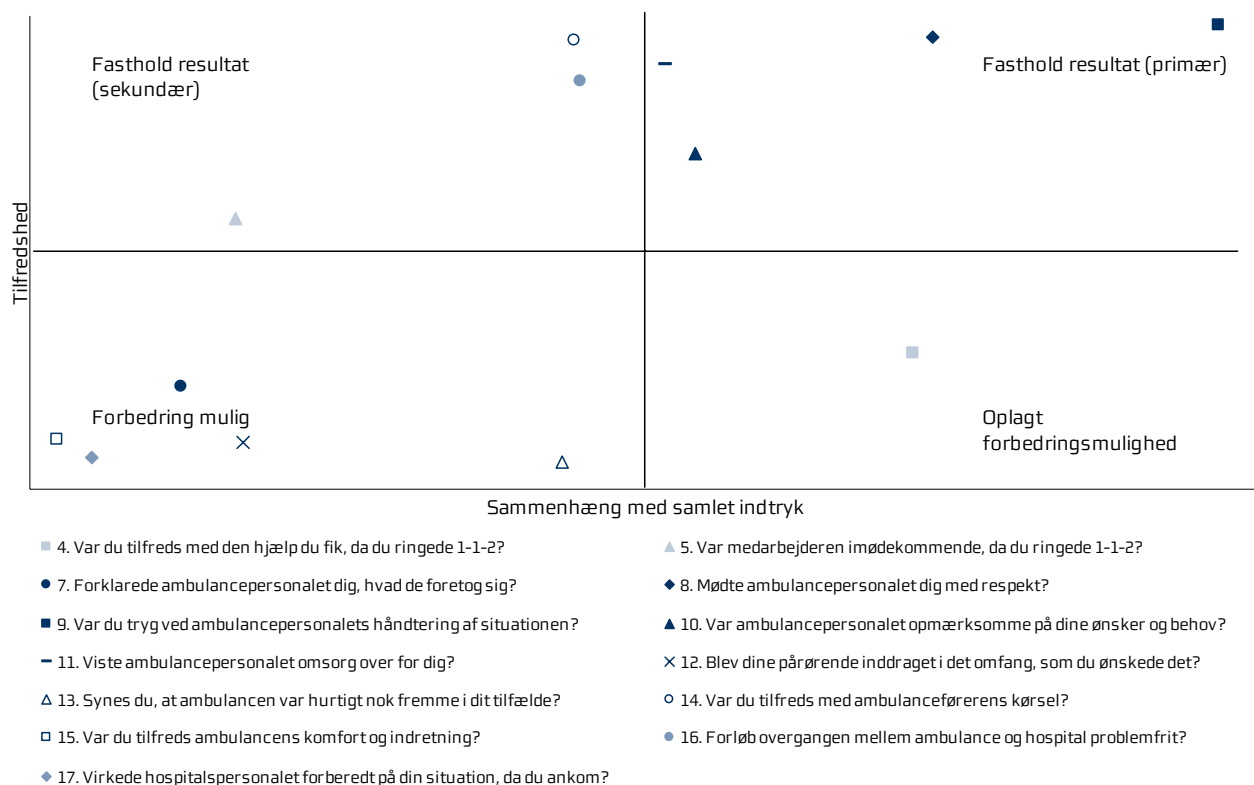 Fasthold resultat
(sekundær)
Fasthold resultat (primær)
Tilfredshed
Forbedring mulig
Oplagt
forbedringsmulighed
Sammenhæng med samlet indtryk
4. Var du tilfreds med den hjælp du fik, da du ringede 1-1-2?
5. Var medarbejderen imødekommende, da du ringede 1-1-2?
7. Forklarede ambulancepersonalet dig, hvad de foretog sig?
8. Mødte ambulancepersonalet dig med respekt?
9. Var du tryg ved ambulancepersonalets håndtering af situationen?
10. Var ambulancepersonalet opmærksomme på dine ønsker og behov?
11. Viste ambulancepersonalet omsorg over for dig?
12. Blev dine pårørende inddraget i det omfang, som du ønskede det?
13. Synes du, at ambulancen var hurtigt nok fremme i dit tilfælde?
14. Var du tilfreds med ambulanceførerens kørsel?
15. Var du tilfreds ambulancens komfort og indretning?
16. Forløb overgangen mellem ambulance og hospital problemfrit?
17. Virkede hospitalspersonalet forberedt på din situation, da du ankom?